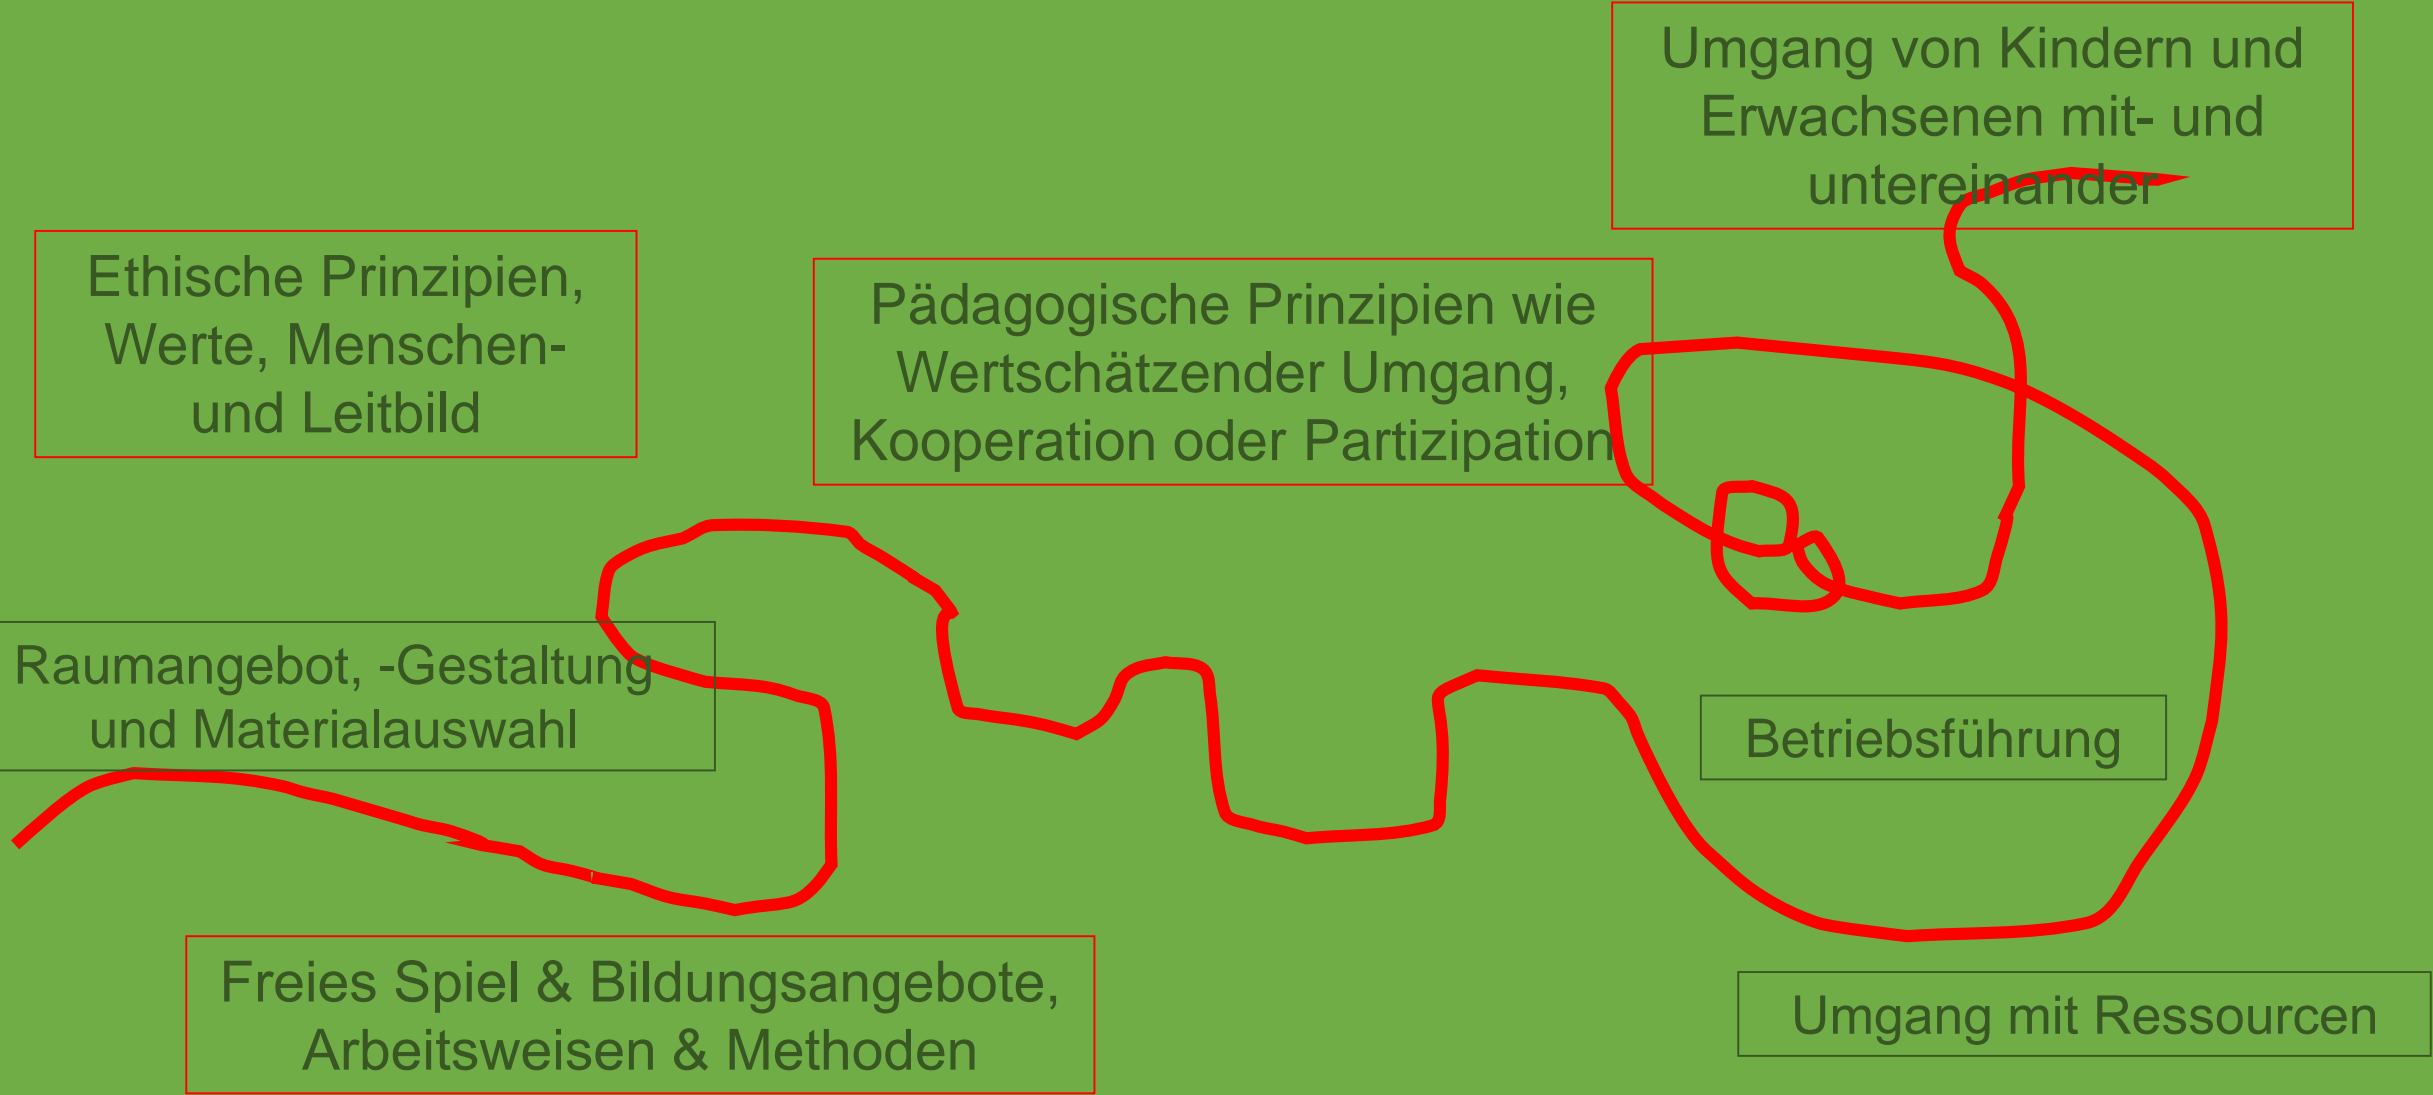 Umgang von Kindern und
Erwachsenen mit- und
untereinander
Ethische Prinzipien,
Werte, Menschen-
und Leitbild
Pädagogische Prinzipien wie
Wertschätzender Umgang,
Kooperation oder Partizipation
Raumangebot, -Gestaltung
und Materialauswahl
Betriebsführung
Freies Spiel & Bildungsangebote,
Arbeitsweisen & Methoden
Umgang mit Ressourcen